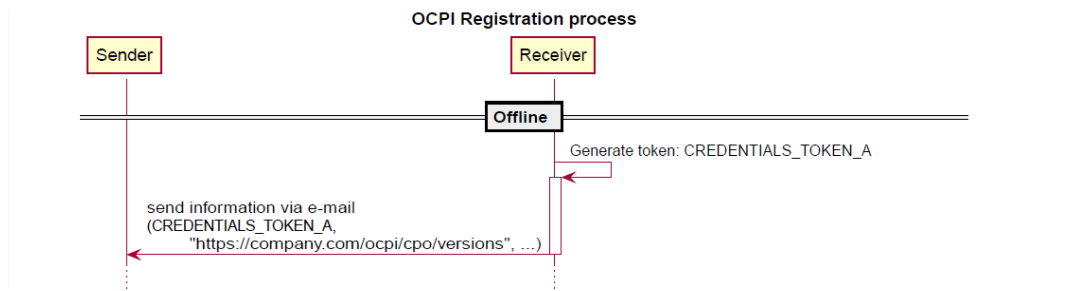 OCPI Registration process
Sender
Receiver
Offline
Generate token: CREDENTIALS_TOKEN_A
send information via e-mail
(CREDENTIALS_TOKEN_A,
"https://company.com/ocpi/cpo/versions", ...)